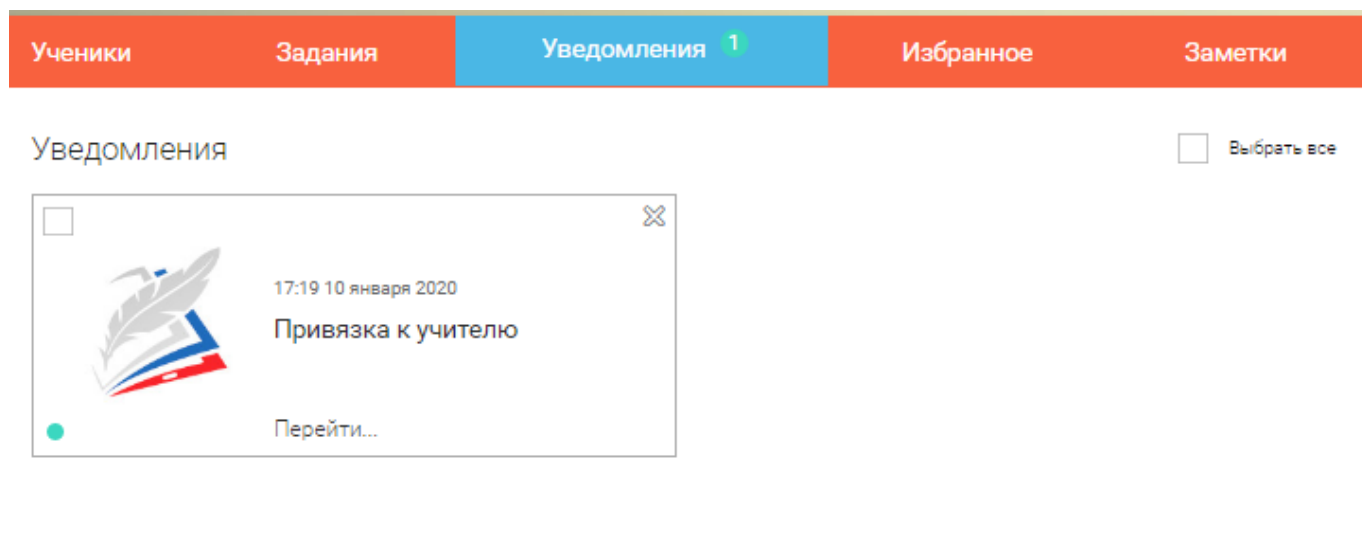 Ученики Задания Уведомления 1 Избранное Заметки
Уведомления Выбрать все
17:19 10 января 2020
Привязка к учителю
Перейти...